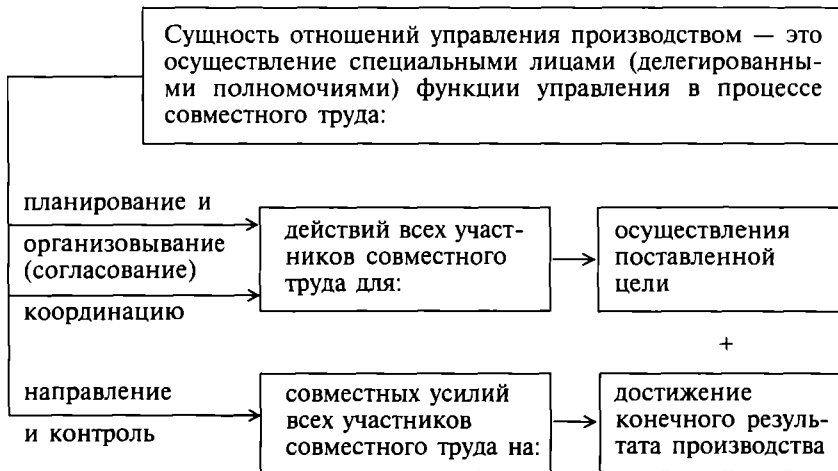 Сущность отношений управления производством — это
осуществление специальными лицами (делегированны-
ми полномочиями) функции управления в процессе
совместного труда:
планирование и
организовывание
(согласование)
координацию
действий всех участ-
ников совместного
труда для:
осуществления
поставленной
цели
+
направление
и контроль
совместных усилий
всех участников
совместного труда на:
достижение
конечного резуль-
тата производства